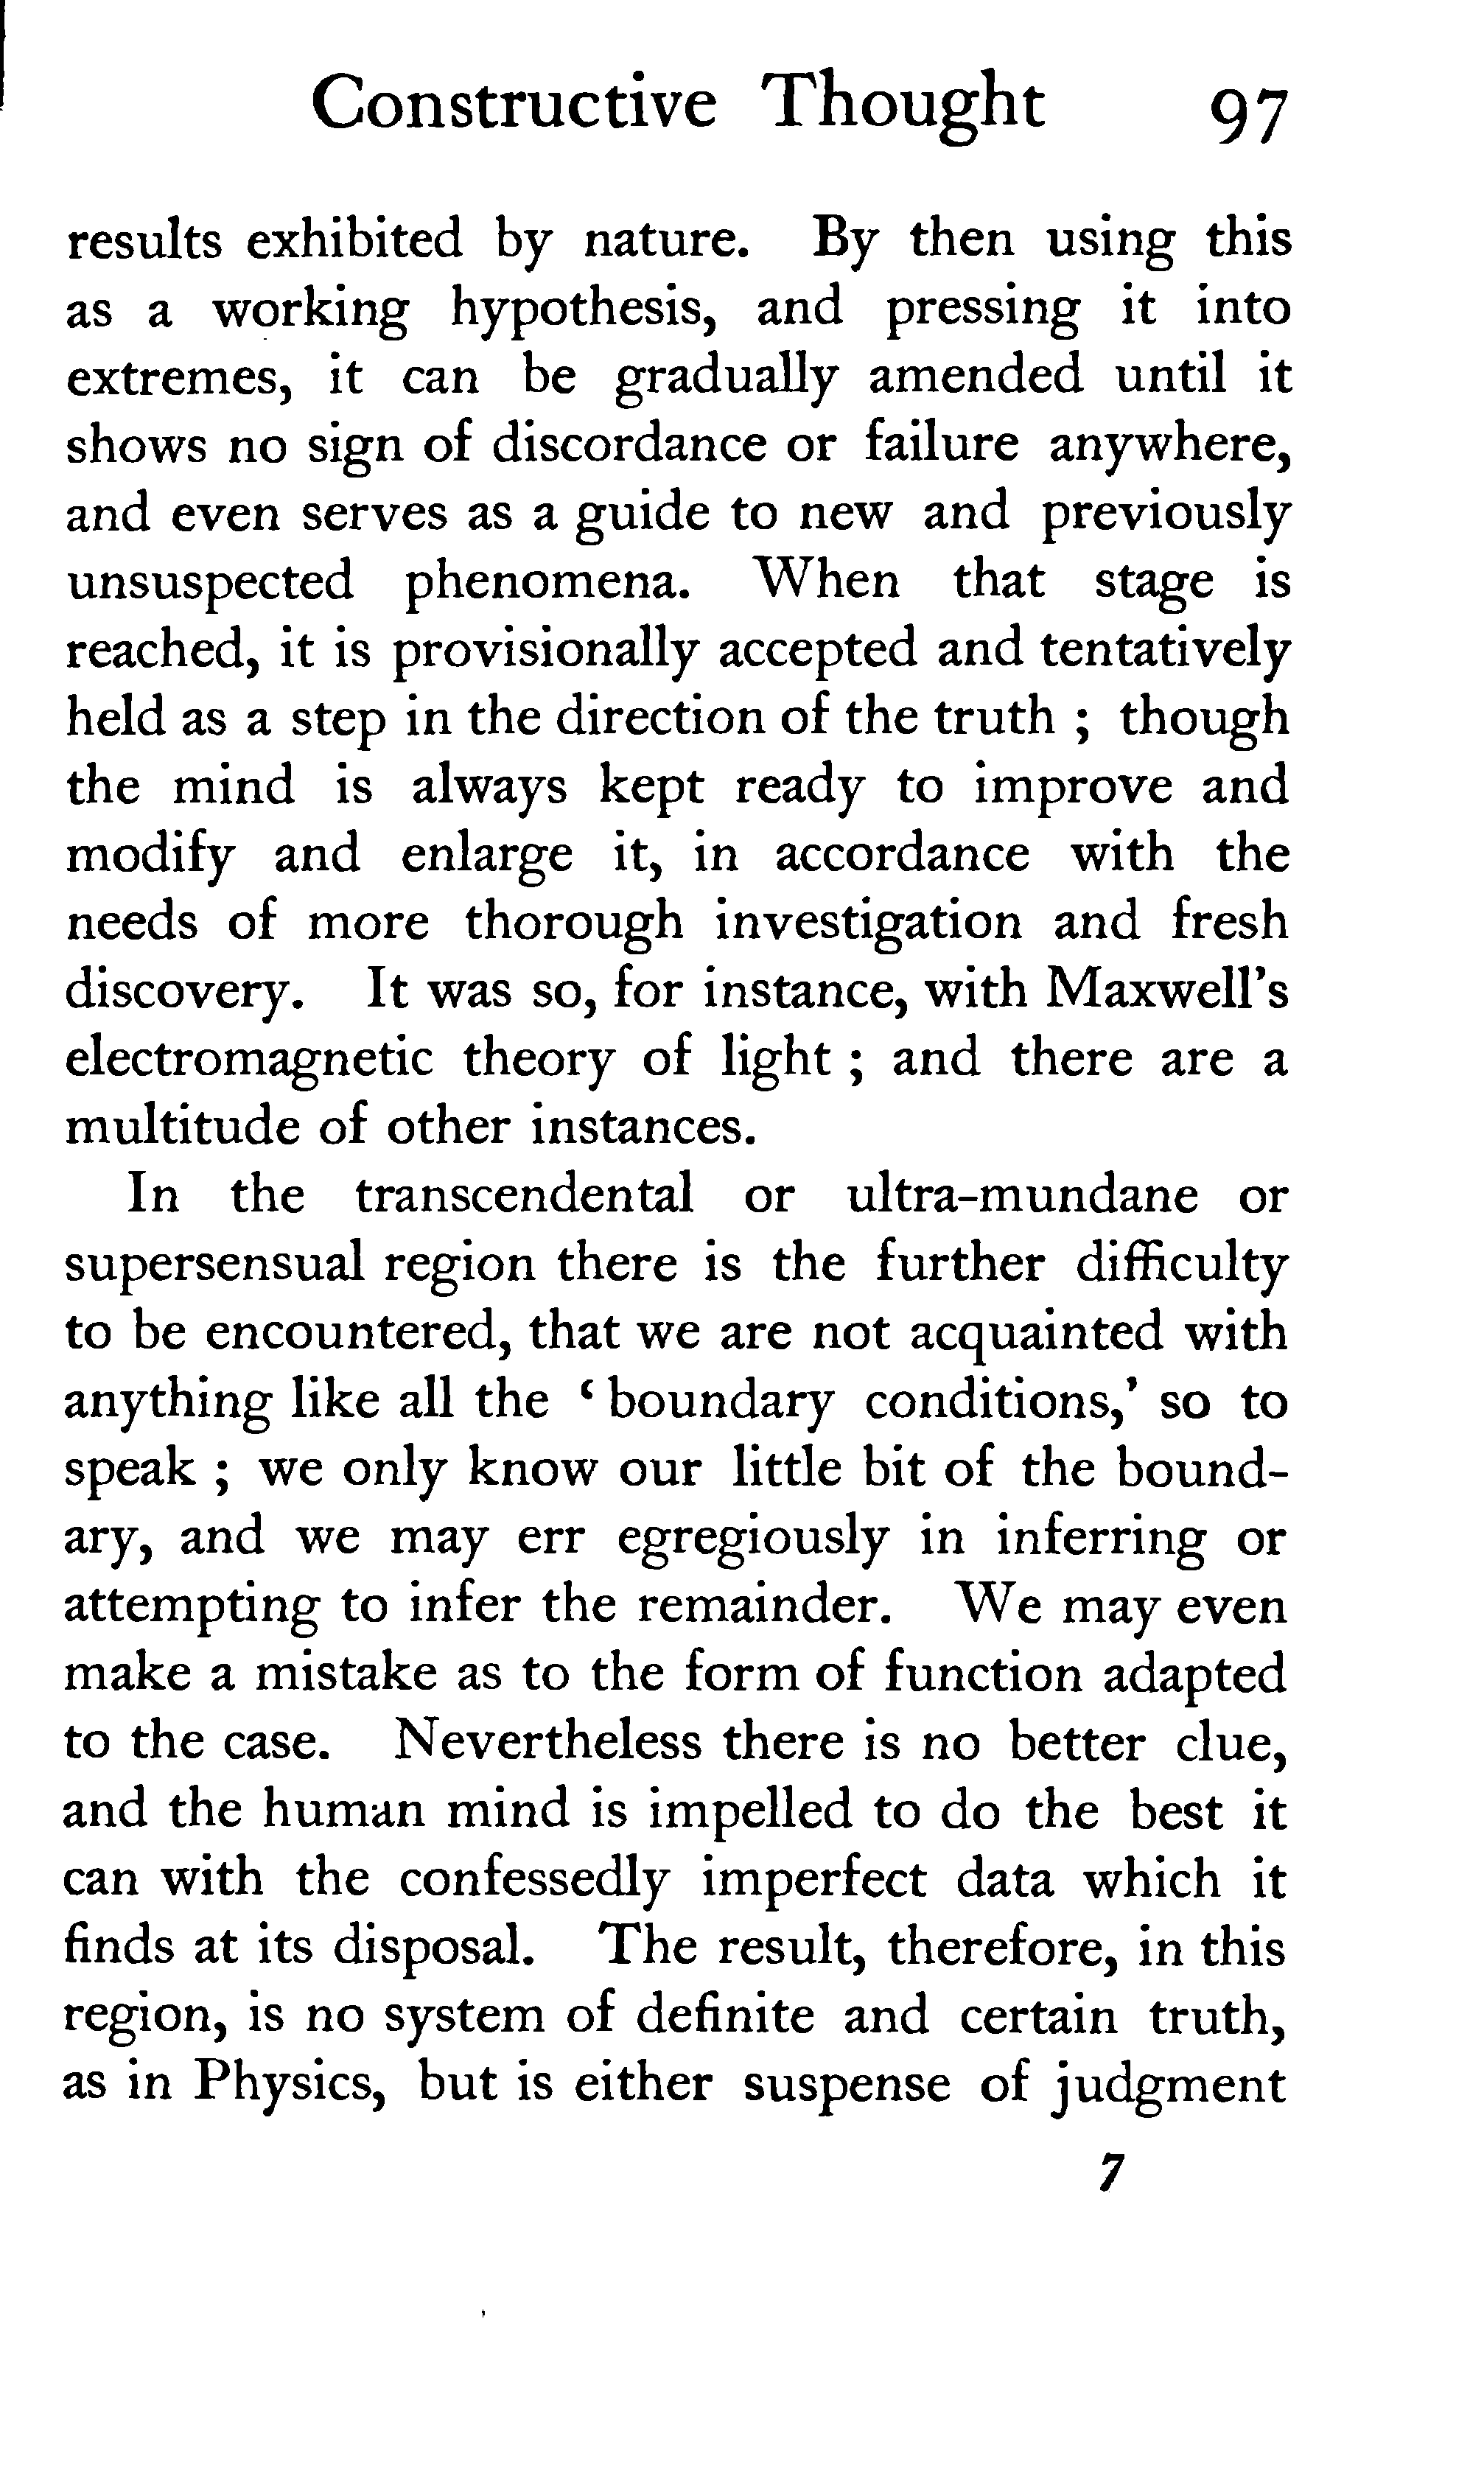 Constructive Thought 97
results exhibited by nature. By then using this
as a working hypothesis, and pressing it into
extremes, it can be gradually amended until it
shows no sign of discordance or failure anywhere,
and even serves as a guide to new and previously
unsuspected phenomena. When that stage is
reached, it is provisionally accepted and tentatively
held as a step in the direction of the truth ; though
the mind is always kept ready to improve and
modify and enlarge it, in accordance with the
needs of more thorough investigation and fresh
discovery. It was so, for instance, with Maxwell's
electromagnetic theory of light ; and there are a
multitude of other instances.
In the transcendental or ultra-mundane or
supersensual region there is the further difficulty
to be encountered, that we are not acquainted with
anything like all the ‘ boundary conditions,’ so to
speak ; we only know our little bit of the bound-
ary, and we may err egregiously in inferring or
attempting to infer the remainder. We may even
make a mistake as to the form of function adapted
to the case. Nevertheless there is no better clue,
and the human mind is impelled to do the best it
can with the confessedly imperfect data which it
finds at its disposal. The result, therefore, in this
region, is no system of definite and certain truth,
as in Physics, but is either suspense of judgment
7